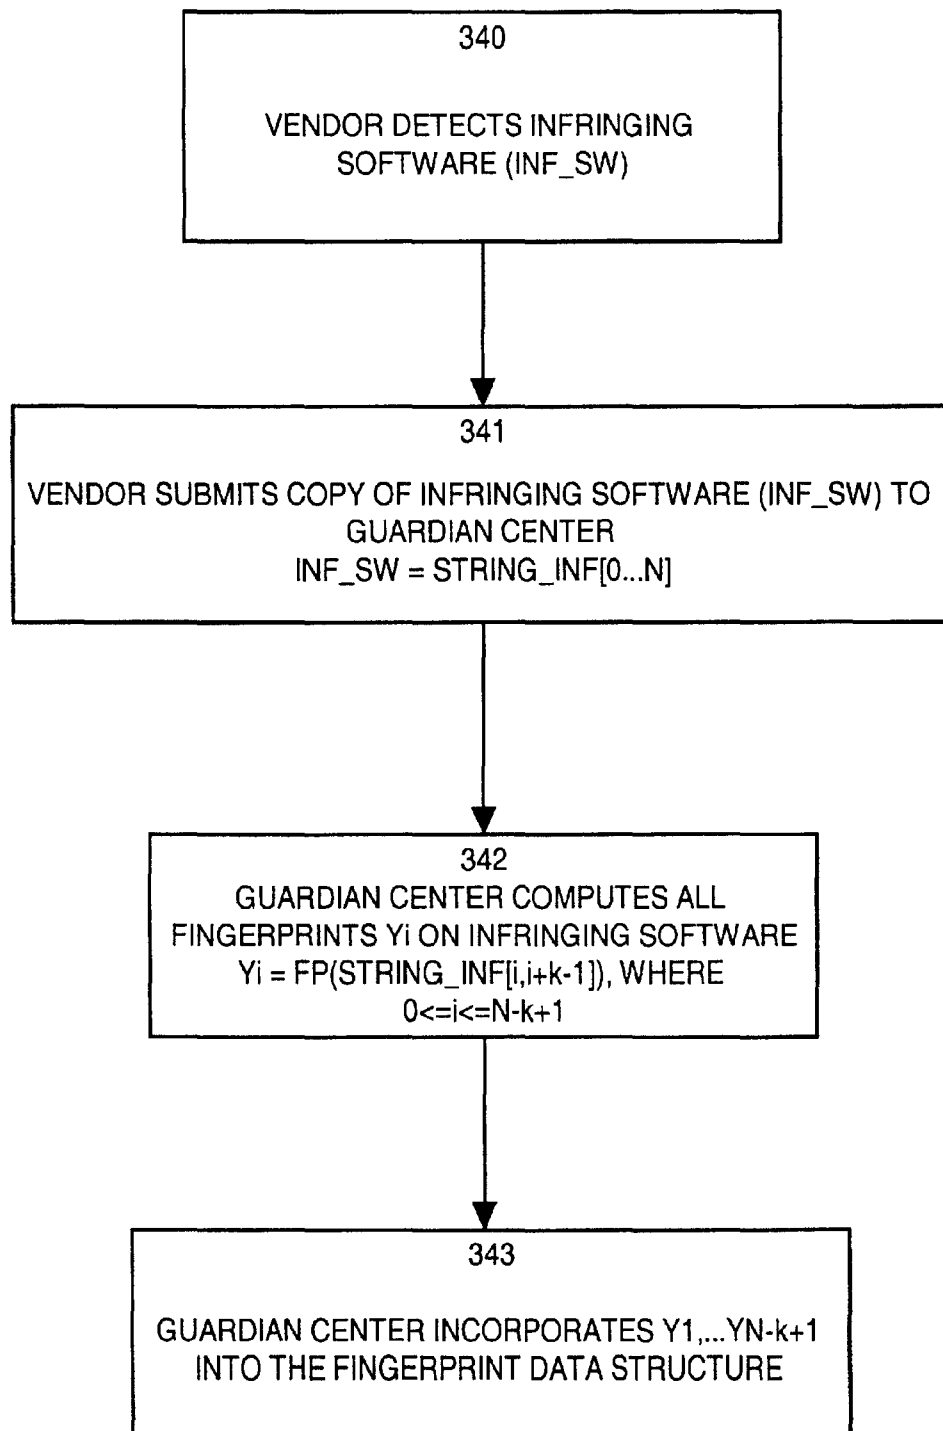 340
VENDOR DETECTS INFRINGING
SOFTWARE (INF_SW)
341
VENDOR SUBMITS COPY OF INFRINGING SOFTWARE (INF_SW) TO
GUARDIAN CENTER
INF_SW = STRING_INF[0...N]
342
GUARDIAN CENTER COMPUTES ALL
FINGERPRINTS Yi ON INFRINGING SOFTWARE
Yi = FP(STRING_INF[i,i+k-1]), WHERE
0<=i<=N-k+1
343
GUARDIAN CENTER INCORPORATES Y1,...YN-k+1
INTO THE FINGERPRINT DATA STRUCTURE